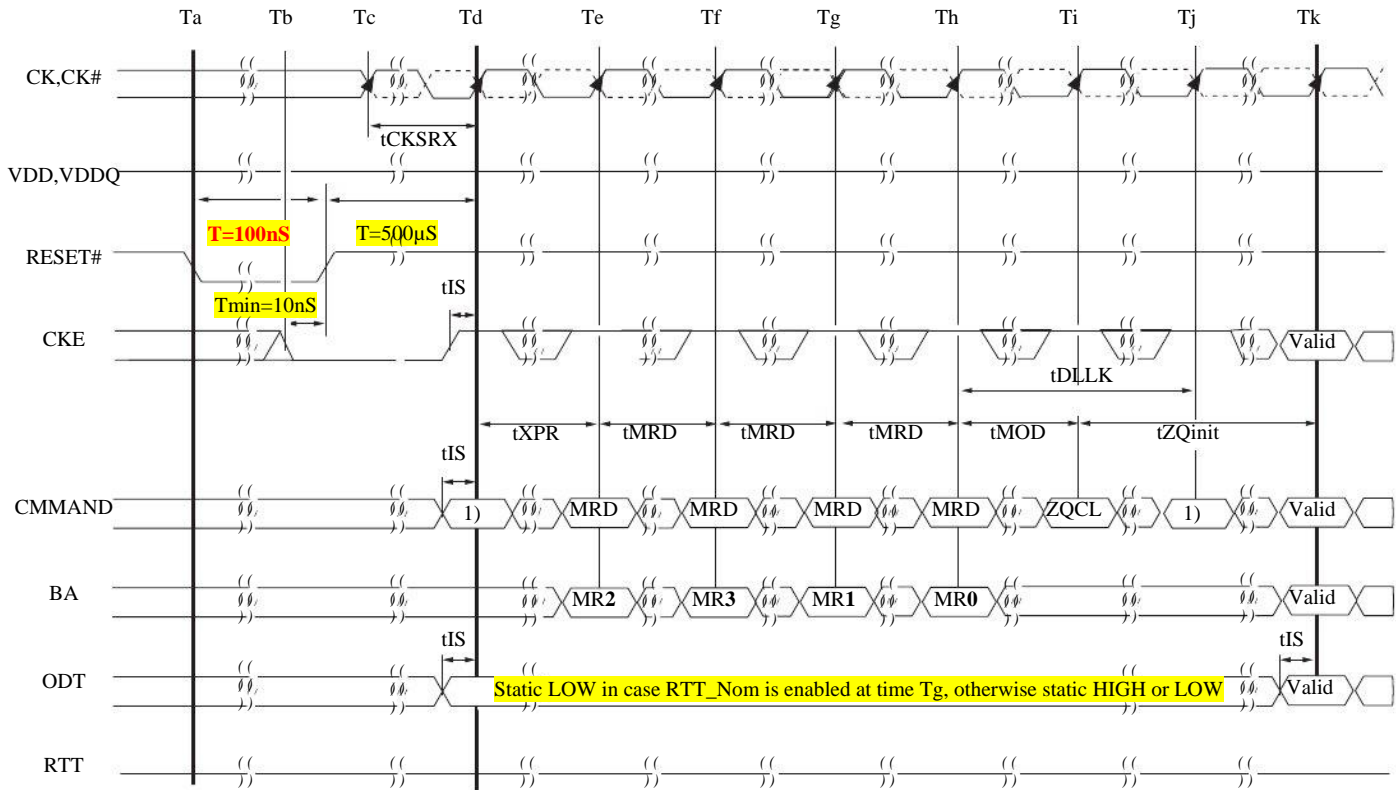 Ta Tb Tc Td Te Tf Tg Th Ti Tj Tk
CK,CK#
tCKSRX
VDD,VDDQ
T=100nS T=500µS
RESET#
Tmin=10nS tIS
CKE Valid
tDLLK
tXPR tMRD tMRD tMRD tMOD tZQinit
tIS
CMMAND 1) MRD MRD MRD MRD ZQCL 1) Valid
BA MR2 MR3 MR1 MR0 Valid
tIS tIS
ODT Static LOW in case RTT_Nom is enabled at time Tg, otherwise static HIGH or LOW Valid
RTT